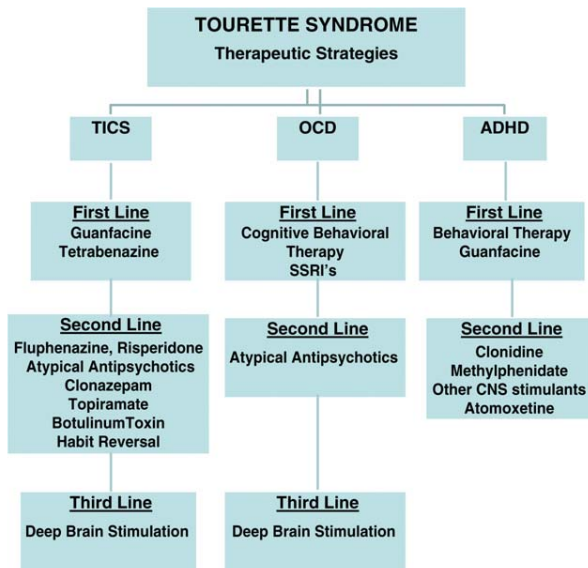 TOURETTE SYNDROME
Therapeutic Strategies
TICS
OCD
ADHD
First Line
Guanfacine
Tetrabenazine
First Line
Cognitive Behavioral
Therapy
SSRI's
First Line
Behavioral Therapy
Guanfacine
Second Line
Fluphenazine, Risperidone
Atypical Antipsychotics
Clonazepam
Topiramate
BotulinumToxin
Habit Reversal
Second Line
Atypical Antipsychotics
Second Line
Clonidine
Methylphenidate
Other CNS stimulants
Atomoxetine
Third Line
Deep Brain Stimulation
Third Line
Deep Brain Stimulation